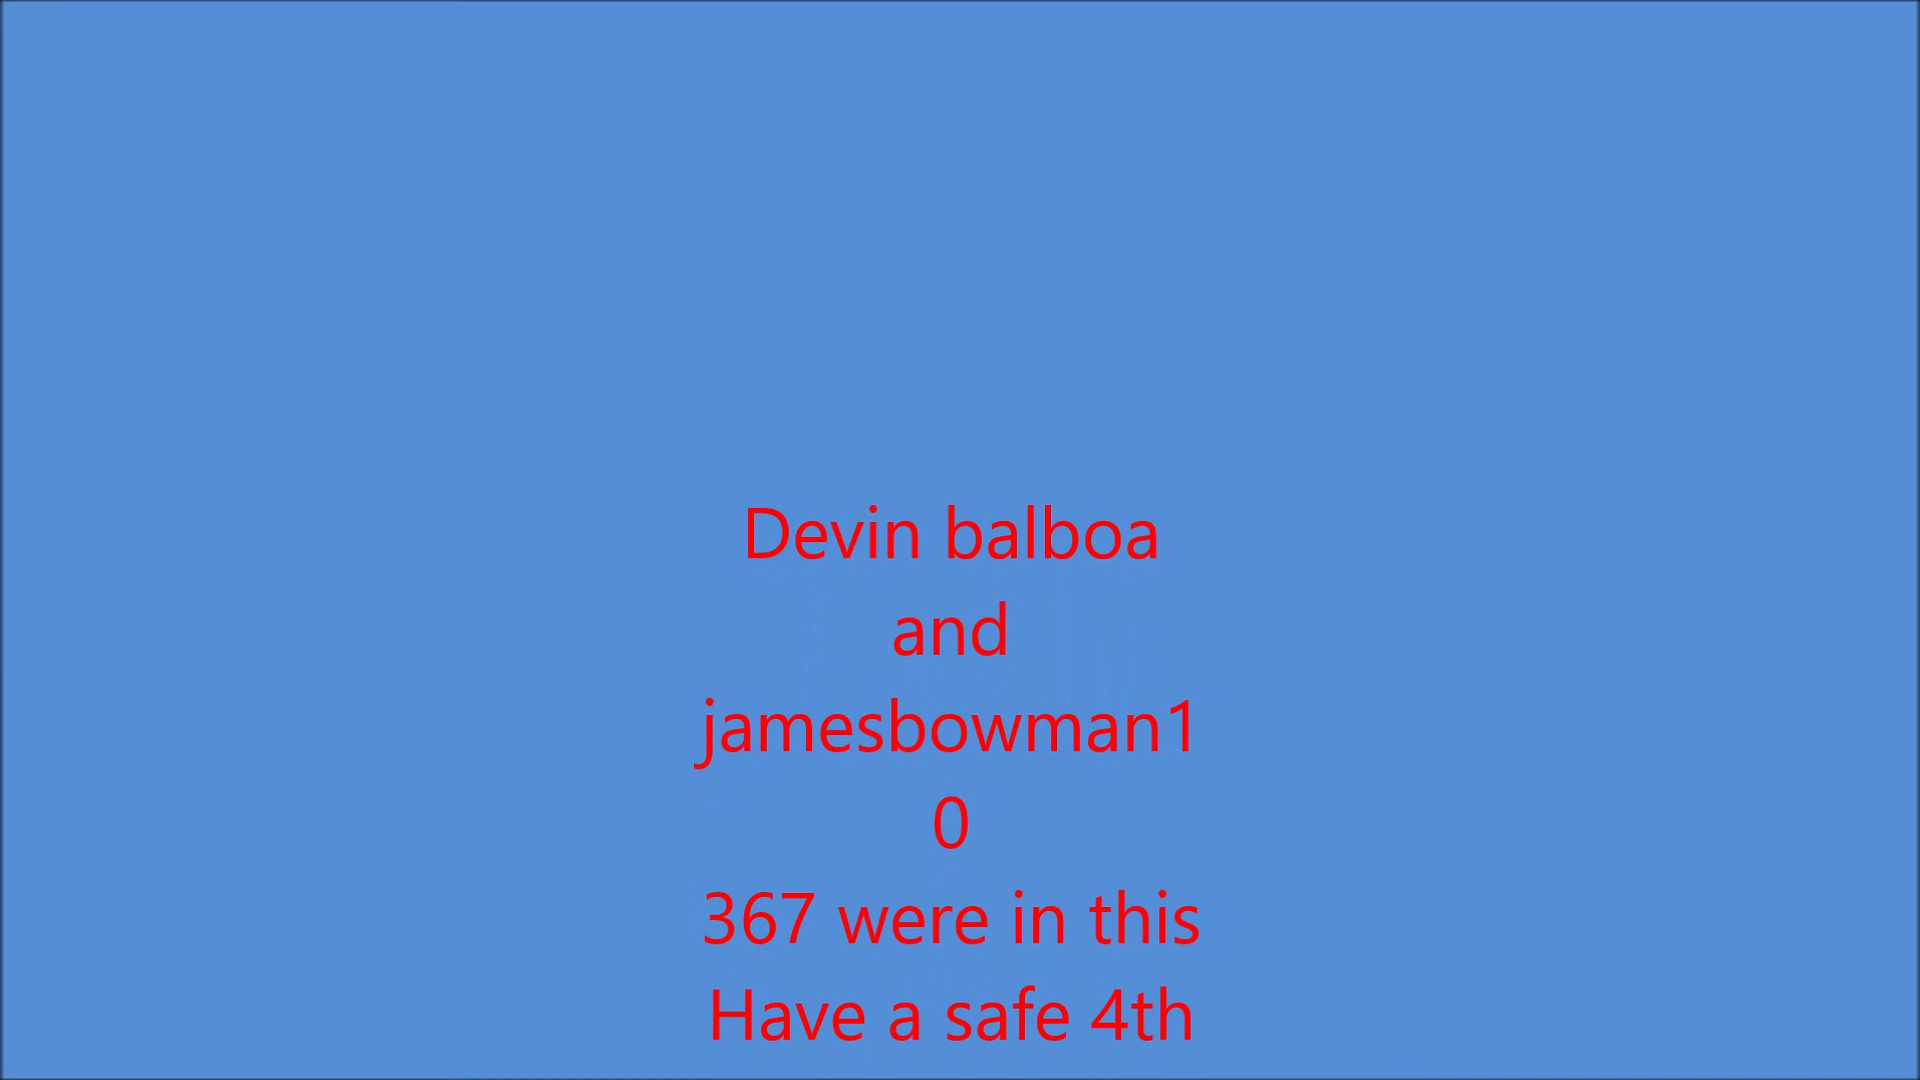 Devin balboa
and
jamesbowman1
0
367 were in this
Have a safe 4th